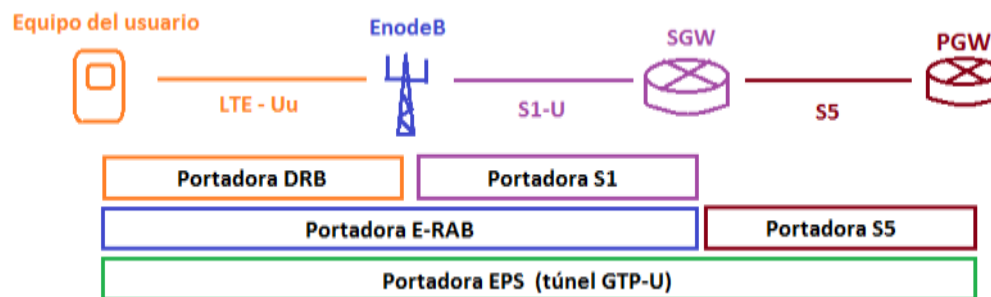 Equipo del usuario
EnodeB
SGW
PGW
LTE - Uu
S1-U
S5
Portadora DRB
Portadora S1
Portadora E-RAB
Portadora S5
Portadora EPS (túnel GTP-U)